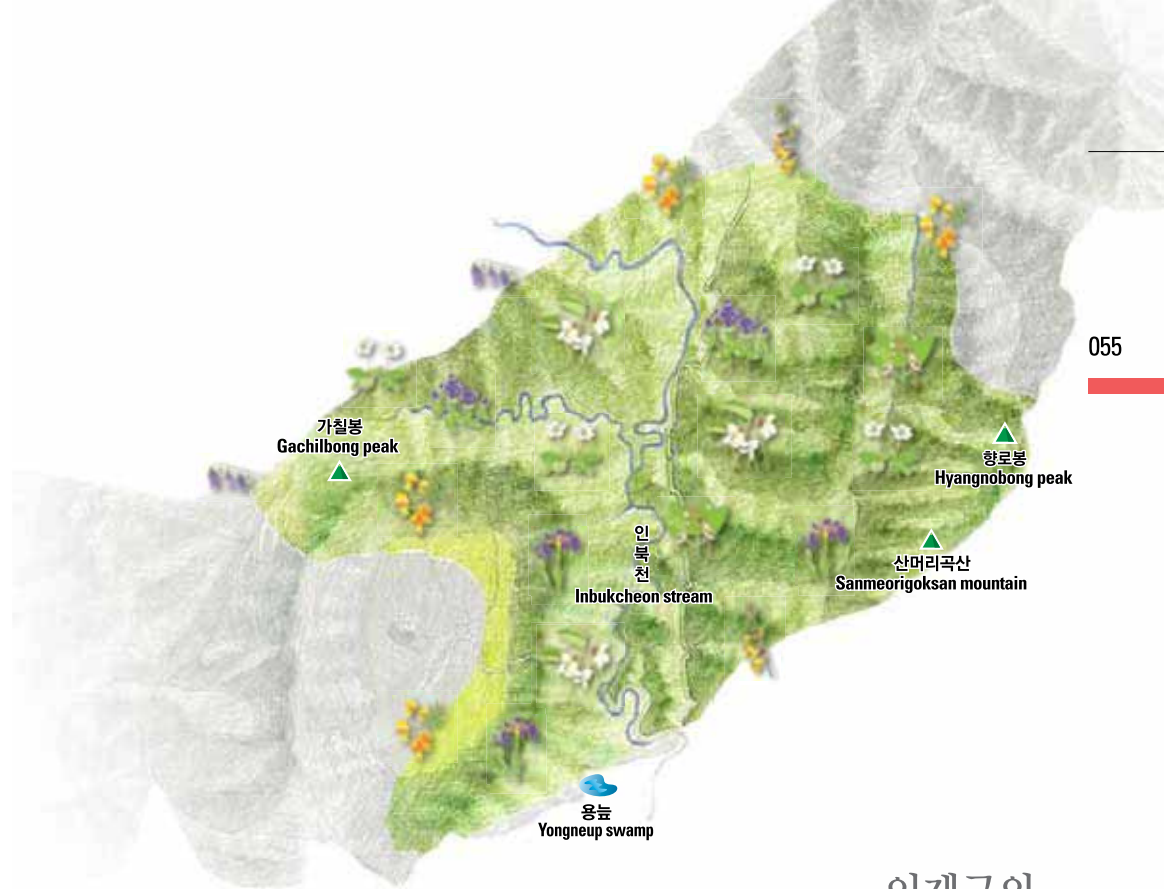 055
가칠봉
Gachilbong peak
향로봉
Hyangnobong peak
인
북
천
Inbukcheon stream
산머리곡산
Sanmeorigoksan mountain
용늪
Yongneup swamp